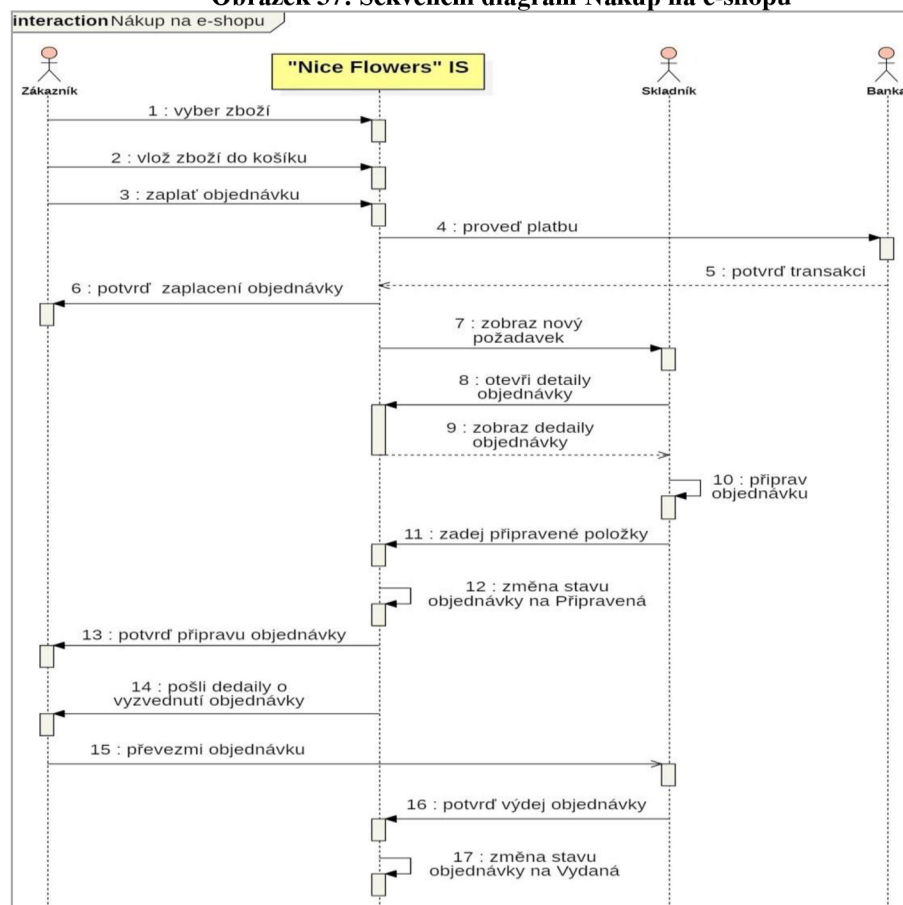 Obrázek 37: Sekvenční diagram Nákup na e-shopu
interaction Nákup na e-shopu
Zákazník
"Nice Flowers" IS
Skladník
Banka
1 : vyber zboží
2 : vlož zboží do košíku
3 : zaplať objednávku
4 : proveď platbu
5 : potvrď transakci
6 : potvrď zaplacení objednávky
7 : zobraz nový
požadavek
8 : otevři detaily
objednávky
9 : zobraz dedaily
objednávky
10 : připrav
objednávku
11 : zadej připravené položky
12 : změna stavu
objednávky na Připravená
13 : potvrď připravu objednávky
14 : pošli dedaily o
vyzvednutí objednávky
15 : převezmi objednávku
16 : potvrď výdej objednávky
17 : změna stavu
objednávky na Vydaná